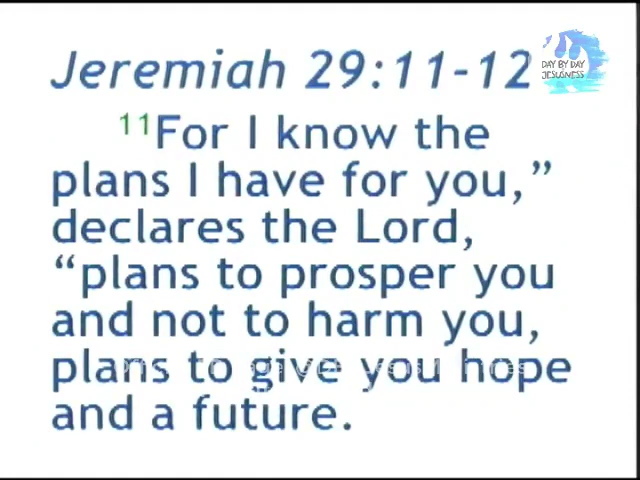 Jeremiah 29:11-12
DAY BY DAY
JESUSNESS
11For I know the
plans I have for you,”
declares the Lord,
“plans to prosper you
and not to harm you,
plans to give you hope
and a future.